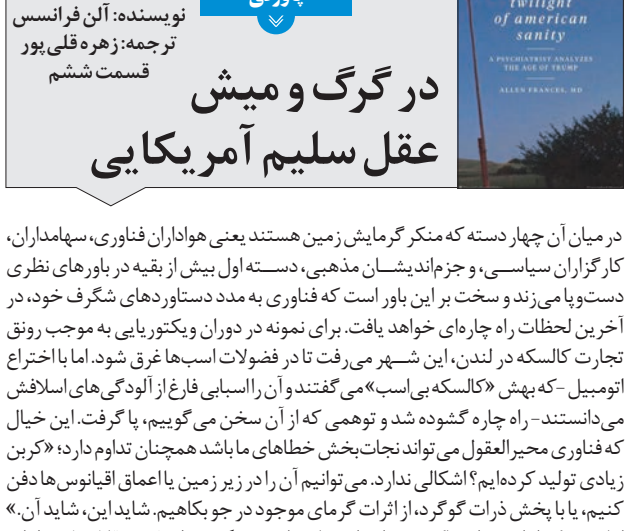 پاورقی
نویسنده: آلن فرانسس
ترجمه: زهره قلی‌پور
قسمت ششم
در گرگ و میش
عقل سلیم آمریکایی
twilight
of american
sanity
A PSYCHIATRIST ANALYZES
THE AGE OF TRUMP
ALLEN FRANCES, MD
در میان آن چهار دسته که منکر گرمایش زمین هستند یعنی هواداران فناوری، سهامداران،
کارگزاران سیاسـی، و جزم‌اندیشـان مذهبی، دسـته اول بیش از بقیه در باورهای نظری
دست‌وپا می‌زند و سخت بر این باور است که فناوری به مدد دستاوردهای شگرف خود، در
آخرین لحظات راه چاره‌ای خواهد یافت. برای نمونه در دوران ویکتوریایی به موجب رونق
تجارت کالسکه در لندن، این شـهر می‌رفت تا در فضولات اسب‌ها غرق شود. اما با اختراع
اتومبیل -که بهش «کالسکه بی‌اسب» می‌گفتند و آن را اسبابی فارغ از آلودگی‌های اسلافش
می‌دانستند- راه چاره گشوده شد و توهمی که از آن سخن می‌گوییم، پا گرفت. این خیال
که فناوری محیرالعقول می‌تواند نجات‌بخش خطاهای ما باشد همچنان تداوم دارد؛ «کربن
زیادی تولید کرده‌ایم؟ اشکالی ندارد. می‌توانیم آن را در زیر زمین یا اعماق اقیانوس‌ها دفن
کنیم، یا با پخش ذرات گوگرد، از اثرات گرمای موجود در جو بکاهیم. شاید این، شاید آن.»